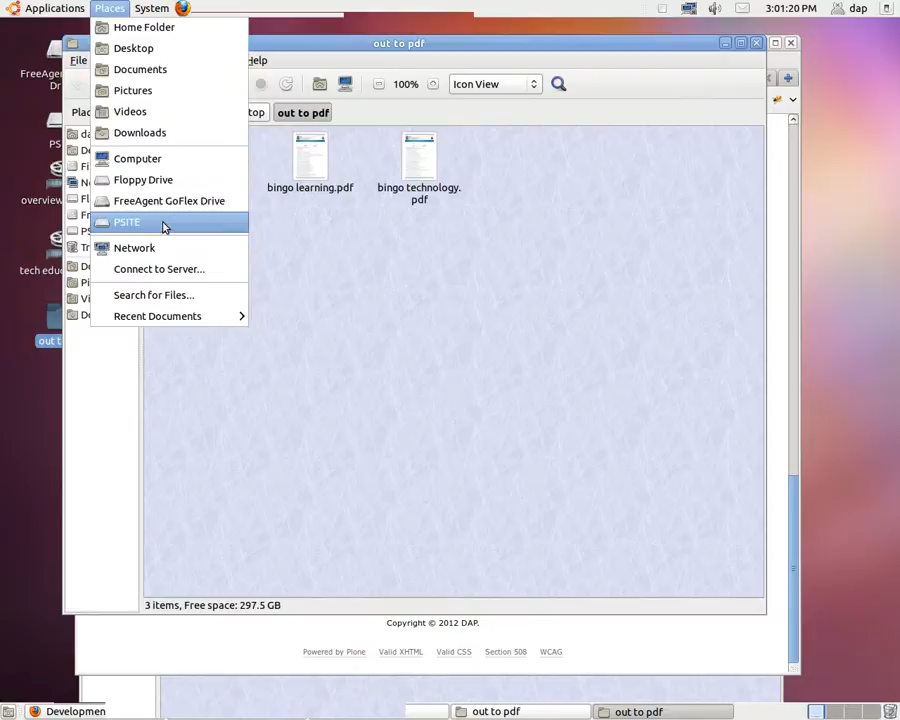 Applications Places System 3:01:20 PM dap
Home Folder
Desktop
Documents
Pictures
Videos
Downloads
Computer
Floppy Drive
FreeAgent GoFlex Drive
PSITE
Network
Connect to Server...
Search for Files...
Recent Documents
out to pdf
File
100% Icon View
out to pdf
bingo learning.pdf
bingo technology.
pdf
FreeAgen
overview
tech educ
out t
3 items, Free space: 297.5 GB
Copyright © 2012 DAP.
Powered by Plone Valid XHTML Valid CSS Section 508 WCAG
Developmen out to pdf out to pdf